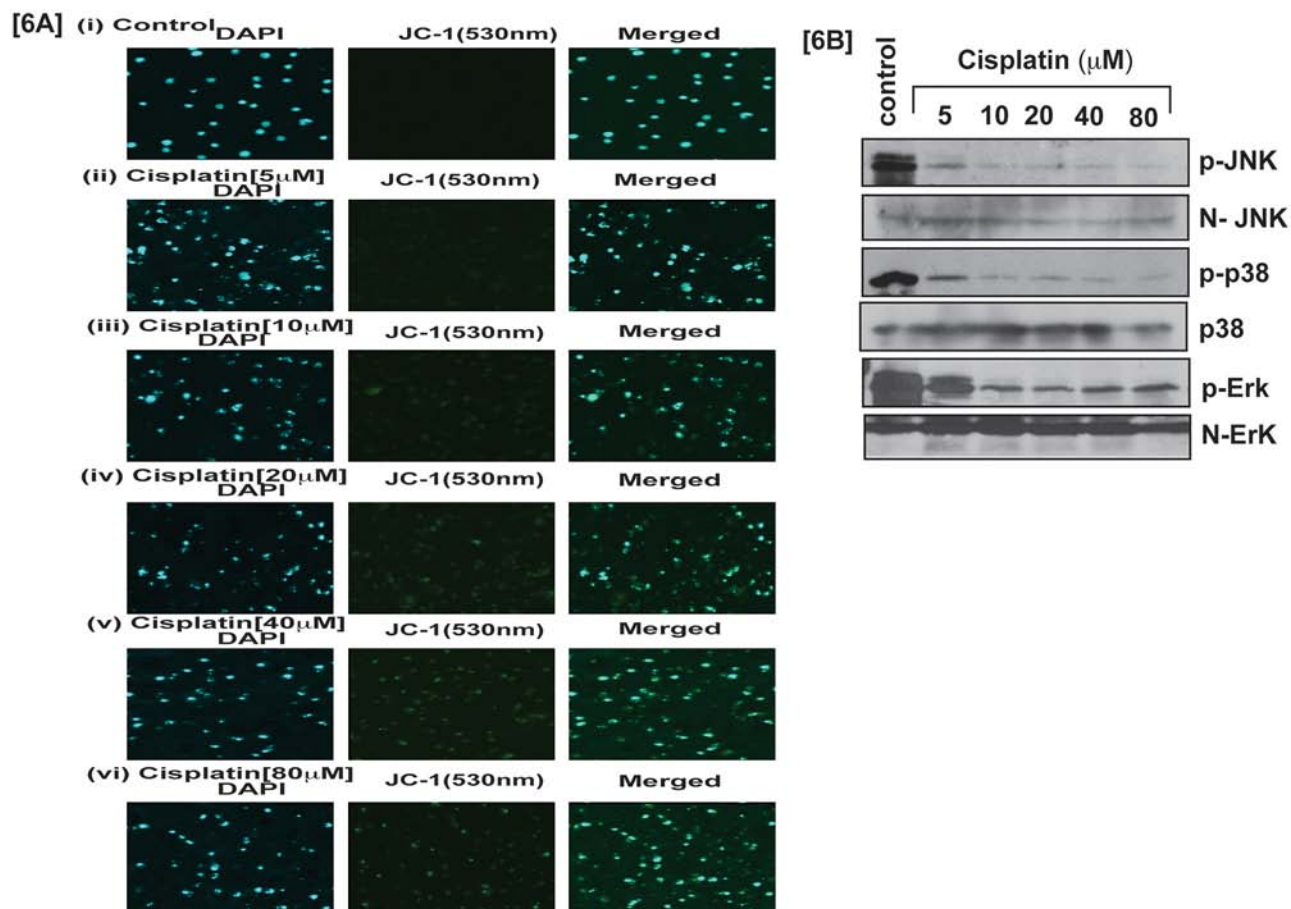 [6A] (i) Control
DAPI JC-1(530nm) Merged
(ii) Cisplatin[5μM]
DAPI JC-1(530nm) Merged
(iii) Cisplatin[10μM]
DAPI JC-1(530nm) Merged
(iv) Cisplatin[20μM]
DAPI JC-1(530nm) Merged
(v) Cisplatin[40μM]
DAPI JC-1(530nm) Merged
(vi) Cisplatin[80μM]
DAPI JC-1(530nm) Merged
[6B]
control
Cisplatin (μM)
5 10 20 40 80
p-JNK
N- JNK
p-p38
p38
p-Erk
N-ErK